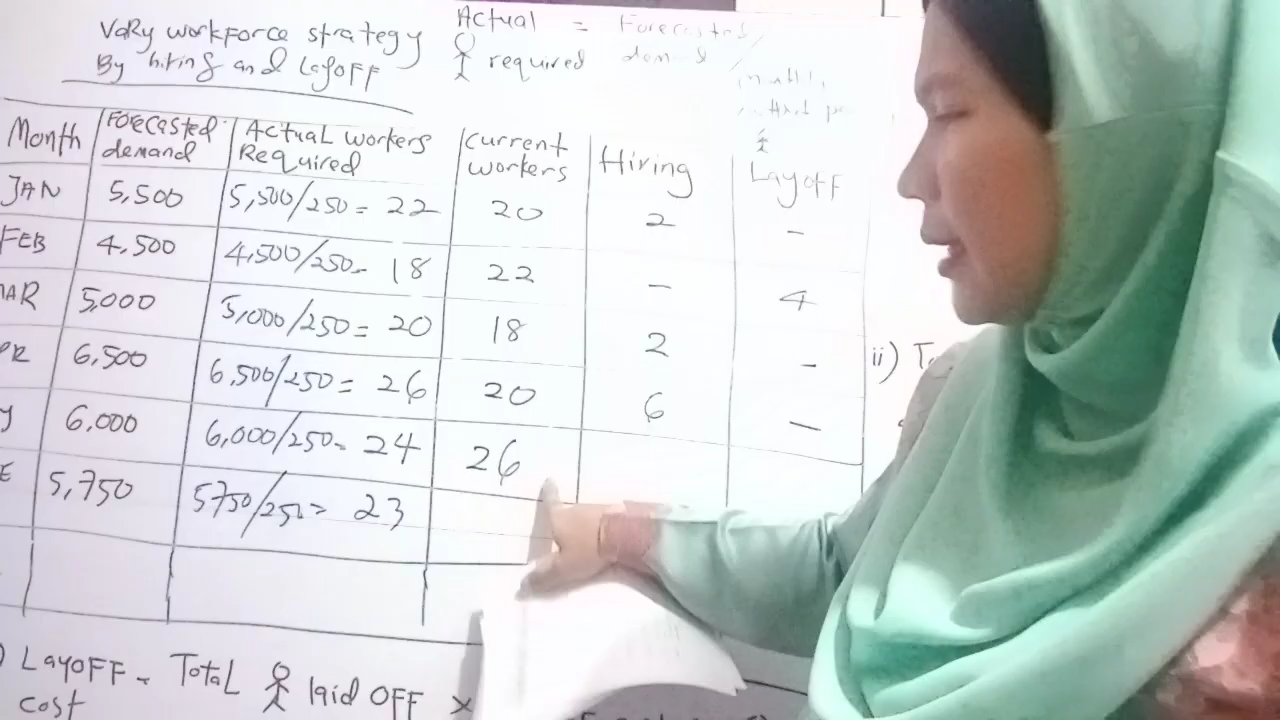 Vary workforce strategy
By hiring and Layoff
Actual = Forecasted
required
Month Forecasted demand Actual workers Required Current workers Hiring Layoff
JAN 5,500 5,500/250 = 22 20 2 -
FEB 4,500 4,500/250= 18 22 - 4
AR 5,000 5,000/250 = 20 18 2 -
PR 6,500 6,500/250 = 26 20 6 -
Y 6,000 6,000/250= 24 26
E 5,750 5750/250= 23
ii) T
) Layoff = Total laid off ×
cost